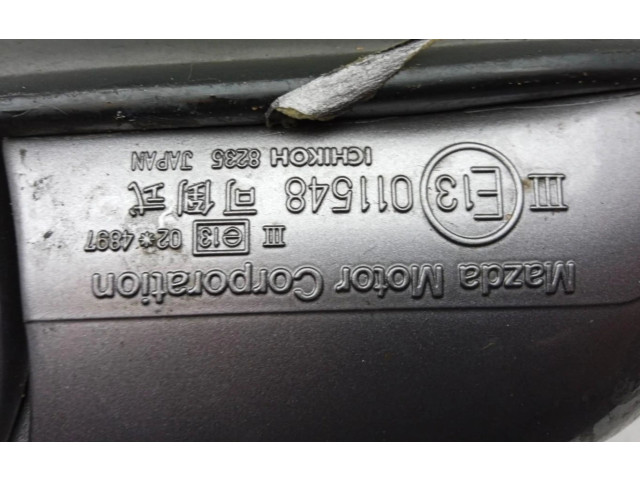 Mazda Motor Corporation
III e13 02*4897
III E13 011548 可倒式
ICHIKOH 8235 JAPAN